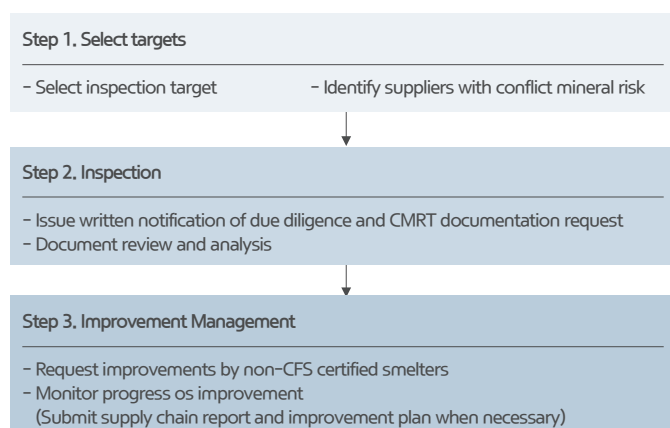 Step 1. Select targets
- Select inspection target - Identify suppliers with conflict mineral risk
Step 2. Inspection
- Issue written notification of due diligence and CMRT documentation request
- Document review and analysis
Step 3. Improvement Management
- Request improvements by non-CFS certified smelters
- Monitor progress os improvement
(Submit supply chain report and improvement plan when necessary)